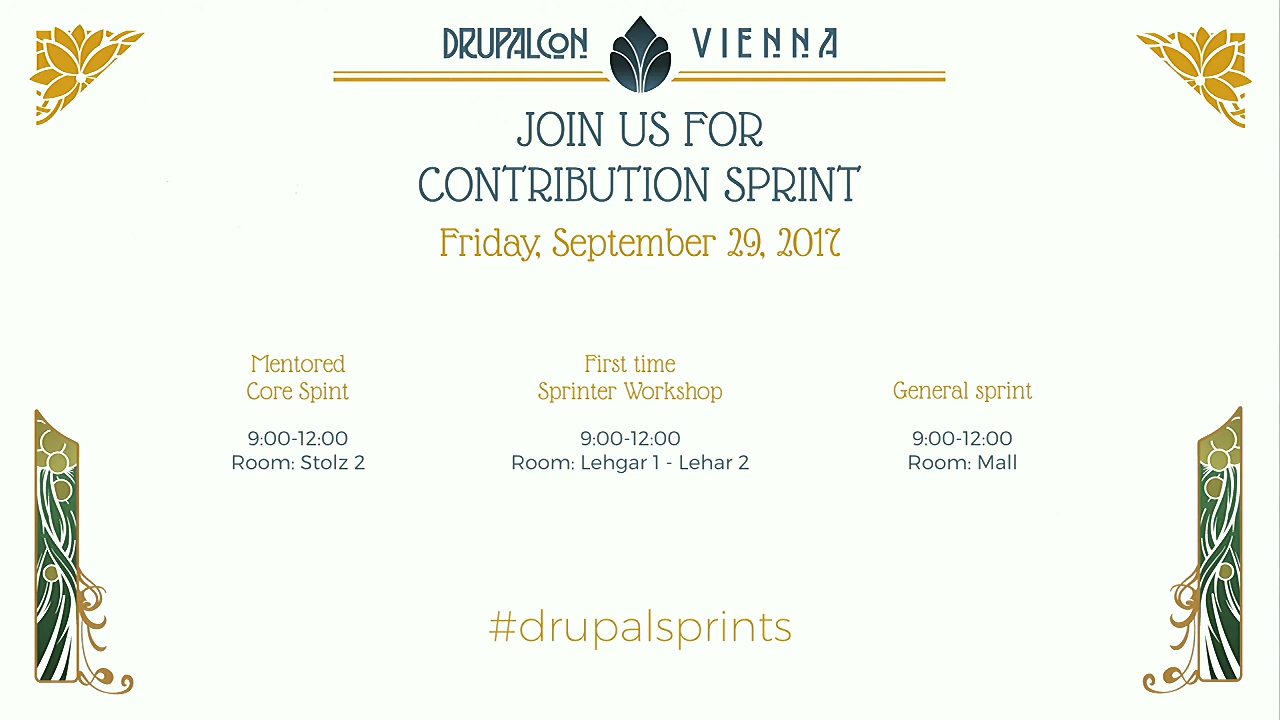 DRUPALCON VIENNA
JOIN US FOR
CONTRIBUTION SPRINT
Friday, September 29, 2017
Mentored
Core Spint
9:00-12:00
Room: Stolz 2
First time
Sprinter Workshop
9:00-12:00
Room: Lehgar 1 - Lehar 2
General sprint
9:00-12:00
Room: Mall
#drupalsprints